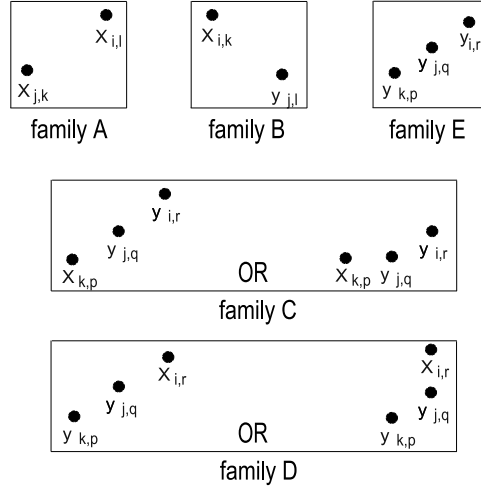 X i,l
X j,k
family A
X i,k
y j,l
family B
y i,r
y j,q
y k,p
family E
y i,r
y j,q
X k,p
OR
y i,r
y j,q
X k,p
family C
X i,r
y j,q
y k,p
OR
X i,r
y j,q
y k,p
family D